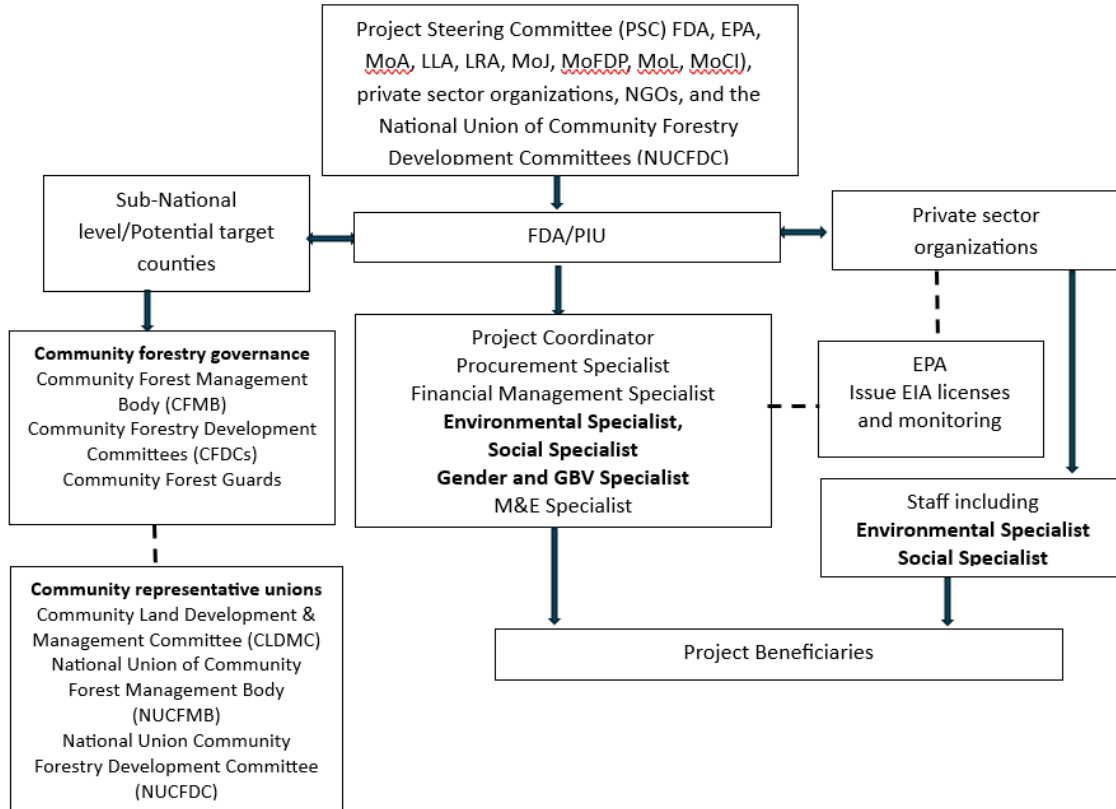 Project Steering Committee (PSC) FDA, EPA,
MoA, LLA, LRA, MoJ, MoFDP, MoL, MoCI),
private sector organizations, NGOs, and the
National Union of Community Forestry
Development Committees (NUCFDC)
Sub-National
level/Potential target
counties
FDA/PIU
Private sector
organizations
Community forestry governance
Community Forest Management
Body (CFMB)
Community Forestry Development
Committees (CFDCs)
Community Forest Guards
Project Coordinator
Procurement Specialist
Financial Management Specialist
Environmental Specialist,
Social Specialist
Gender and GBV Specialist
M&E Specialist
EPA
Issue EIA licenses
and monitoring
Staff including
Environmental Specialist
Social Specialist
Community representative unions
Community Land Development &
Management Committee (CLDMC)
National Union of Community
Forest Management Body
(NUCFMB)
National Union Community
Forestry Development Committee
(NUCFDC)
Project Beneficiaries